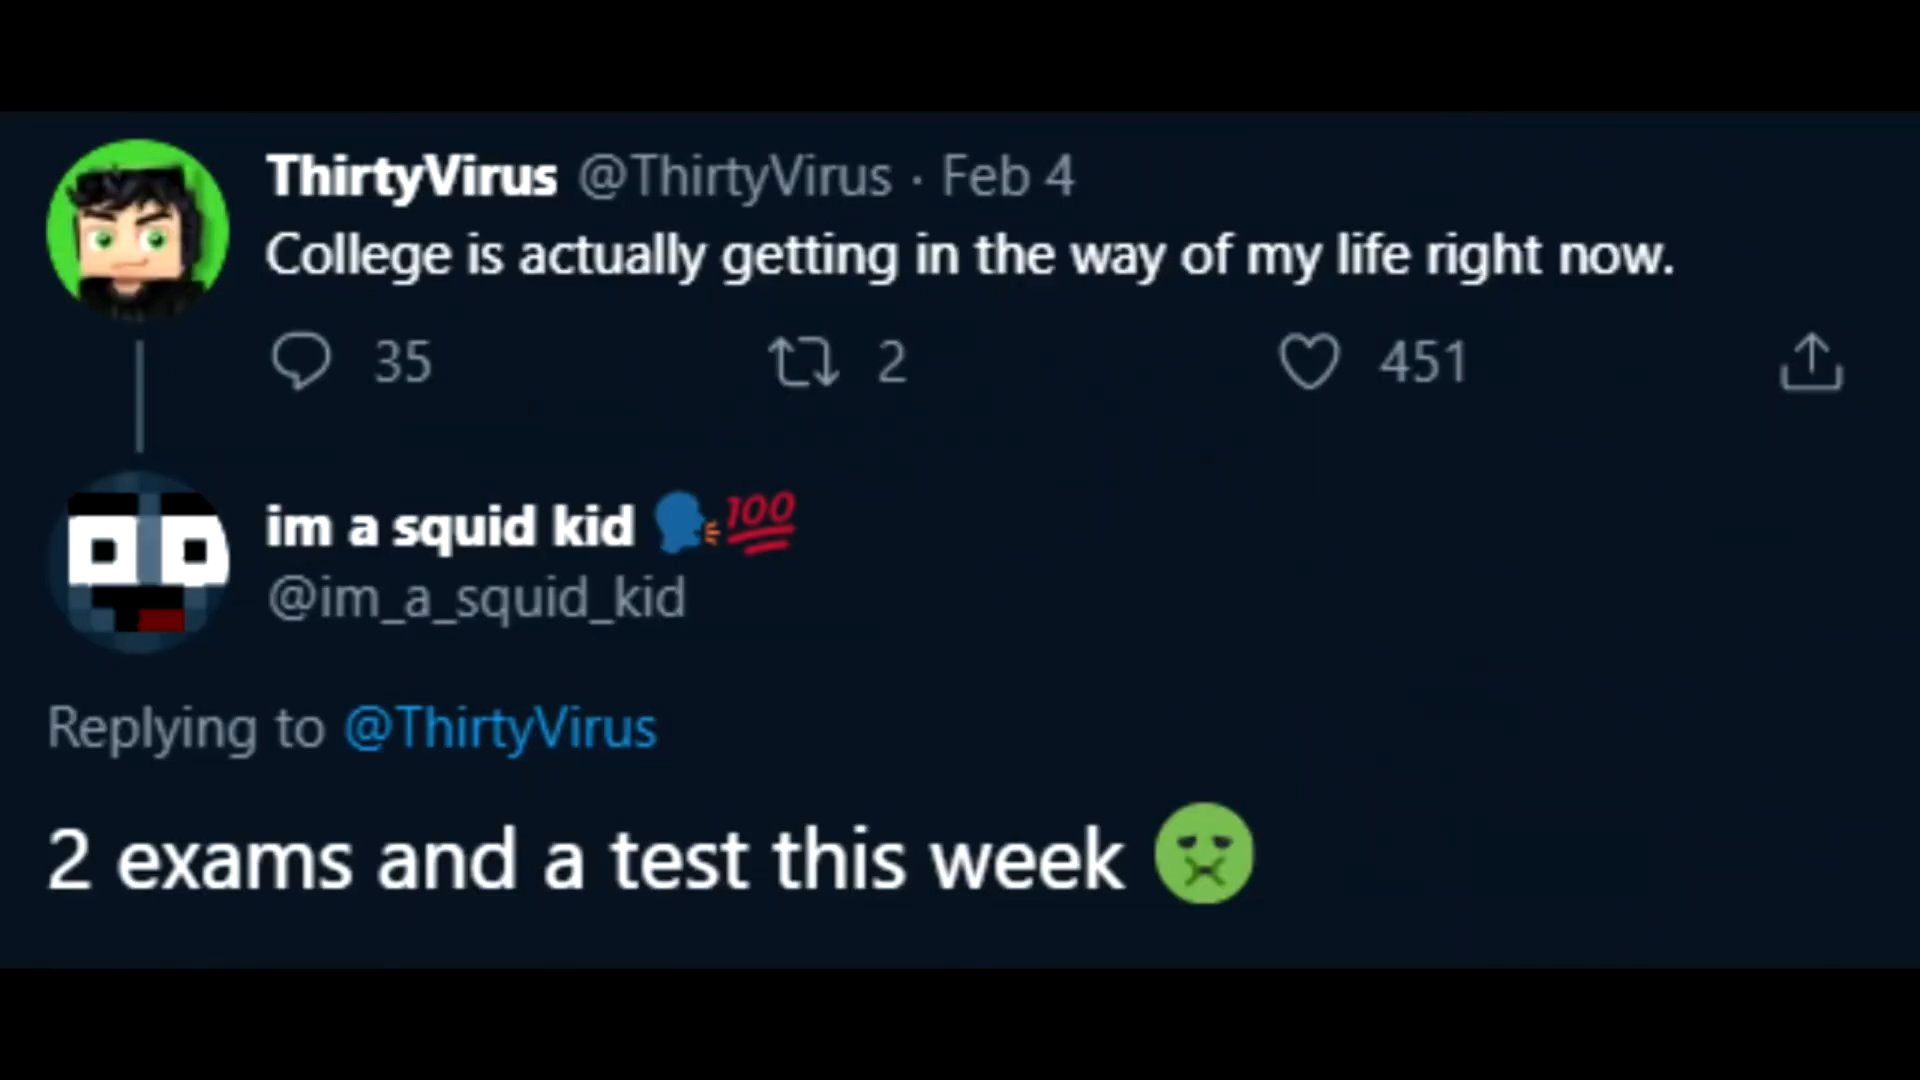 ThirtyVirus @ThirtyVirus · Feb 4
College is actually getting in the way of my life right now.
35 2 451
im a squid kid 🗣️💯
@im_a_squid_kid
Replying to @ThirtyVirus
2 exams and a test this week 🤢